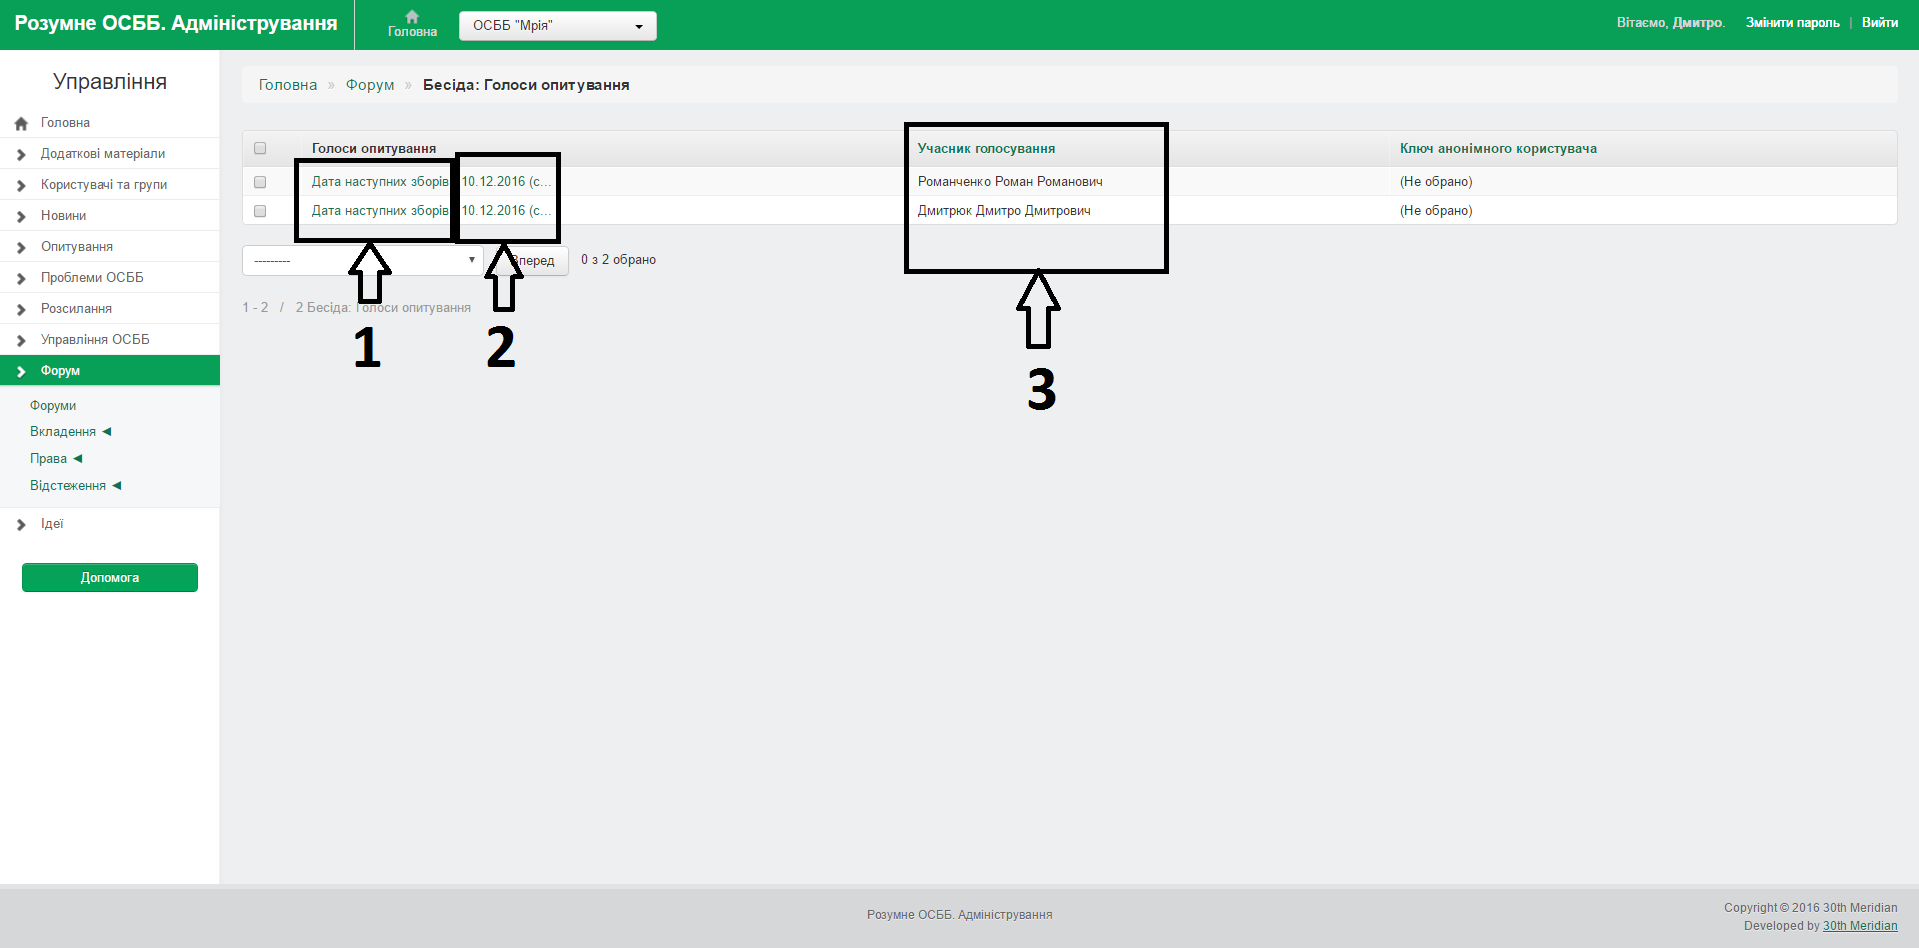 Розумне ОСББ. Адміністрування
Головна
ОСББ "Мрія"
Вітаємо, Дмитро. Змінити пароль | Вийти
Управління
Головна
Додаткові матеріали
Користувачі та групи
Новини
Опитування
Проблеми ОСББ
Розсилання
Управління ОСББ
Форум
Форуми
Вкладення
Права
Відстеження
Ідеї
Допомога
Головна » Форум » Бесіда: Голоси опитування
Голоси опитування Учасник голосування Ключ анонімного користувача
Дата наступних зборів 10.12.2016 (с... Романченко Роман Романович (Не обрано)
Дата наступних зборів 10.12.2016 (с... Дмитрюк Дмитро Дмитрович (Не обрано)
--------- Вперед 0 з 2 обрано
1 - 2 / 2 Бесіда: Голоси опитування
1 2 3
Розумне ОСББ. Адміністрування
Copyright © 2016 30th Meridian
Developed by 30th Meridian